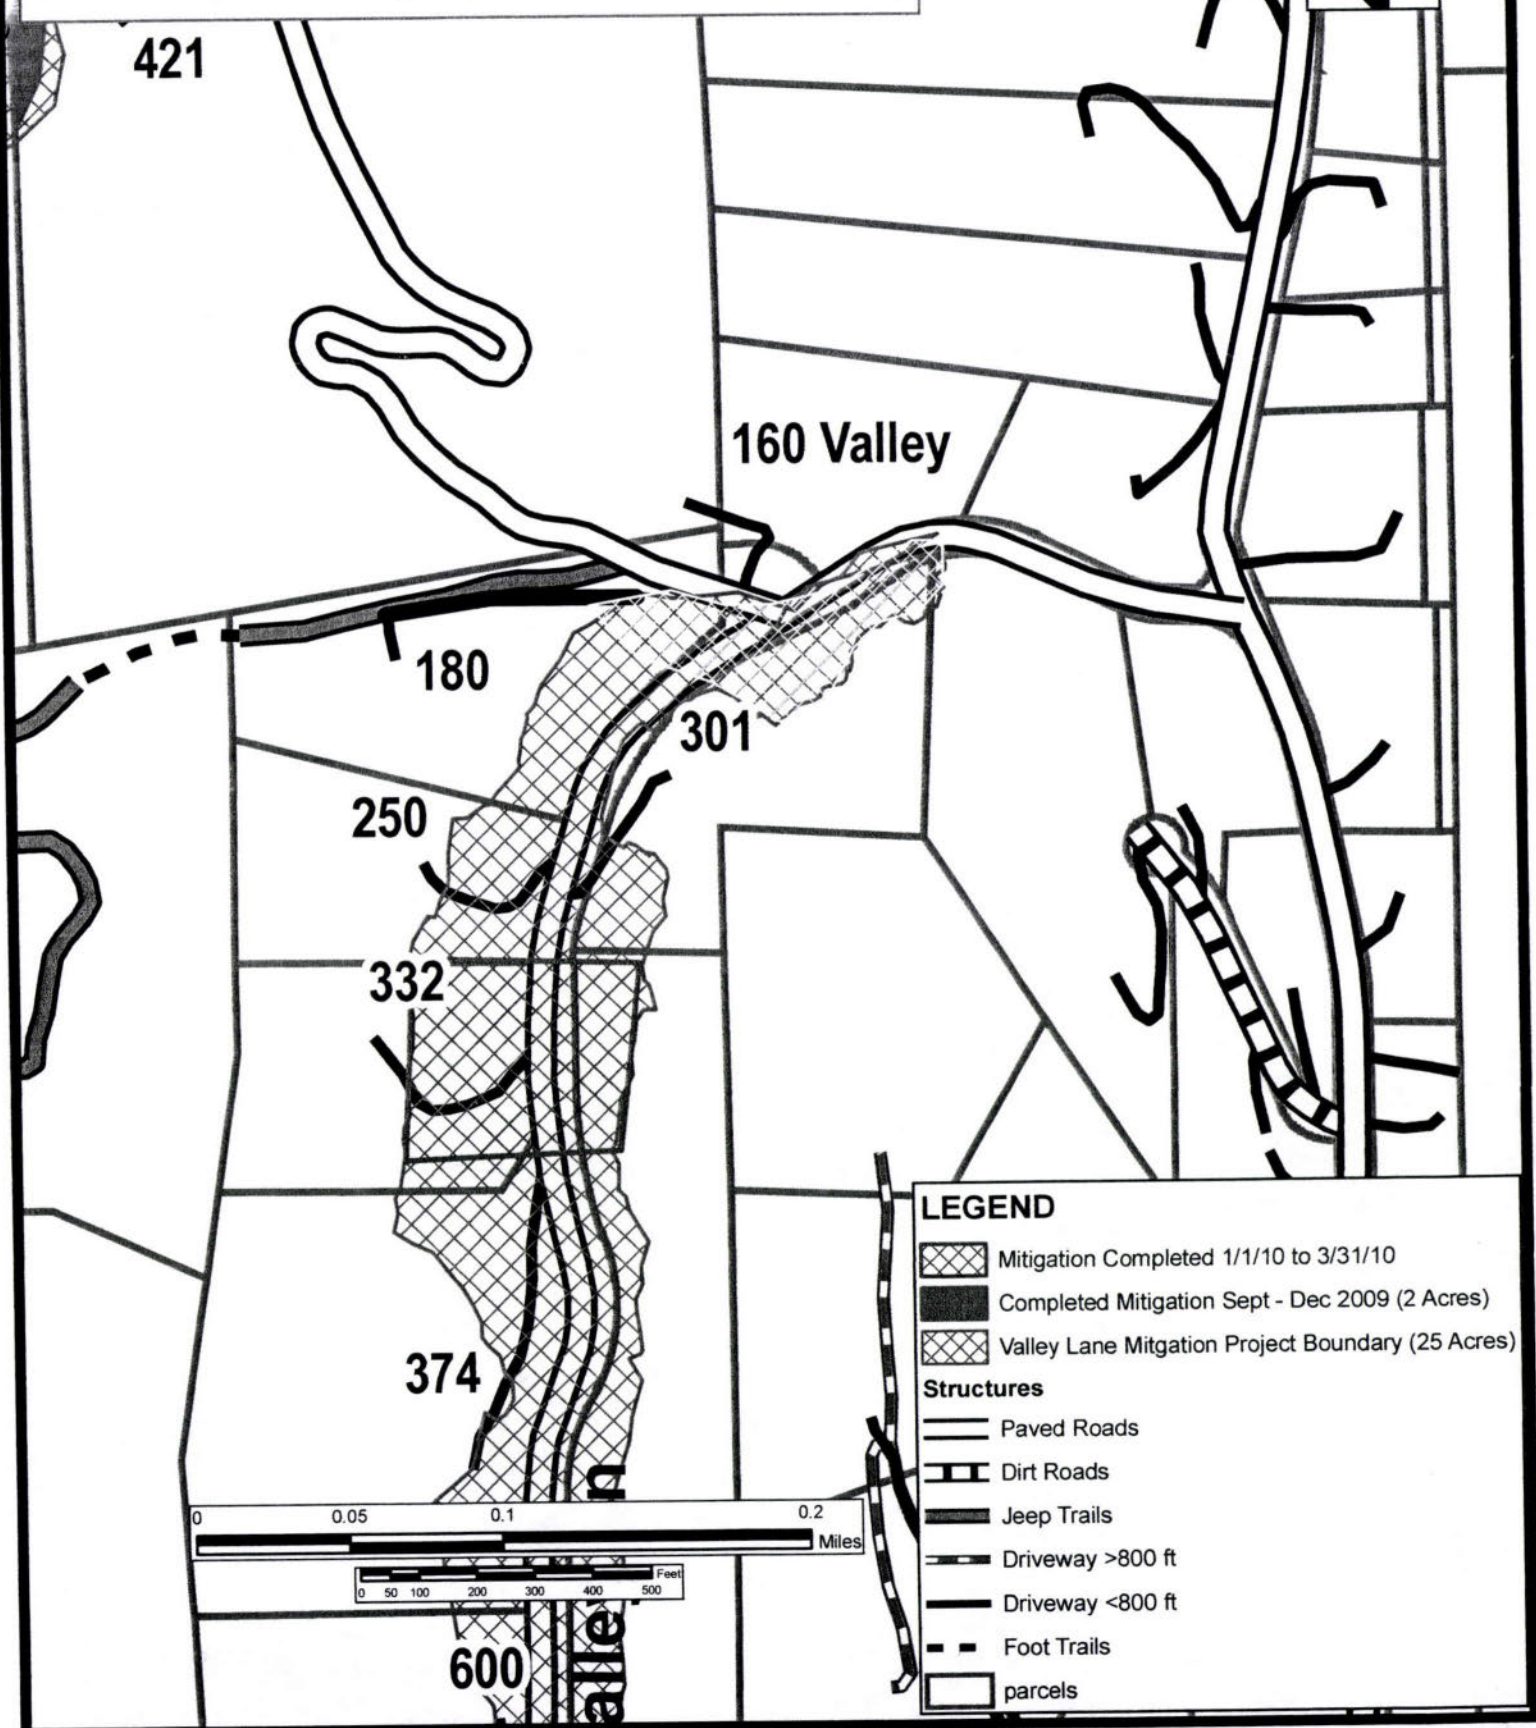 421
160 Valley
180
301
250
332
374
LEGEND
Mitigation Completed 1/1/10 to 3/31/10
Completed Mitigation Sept - Dec 2009 (2 Acres)
Valley Lane Mitgation Project Boundary (25 Acres)
Structures
Paved Roads
Dirt Roads
Jeep Trails
Driveway >800 ft
Driveway <800 ft
Foot Trails
parcels
0 0.05 0.1 0.2
Miles
Feet
0 50 100 200 300 400 500
600